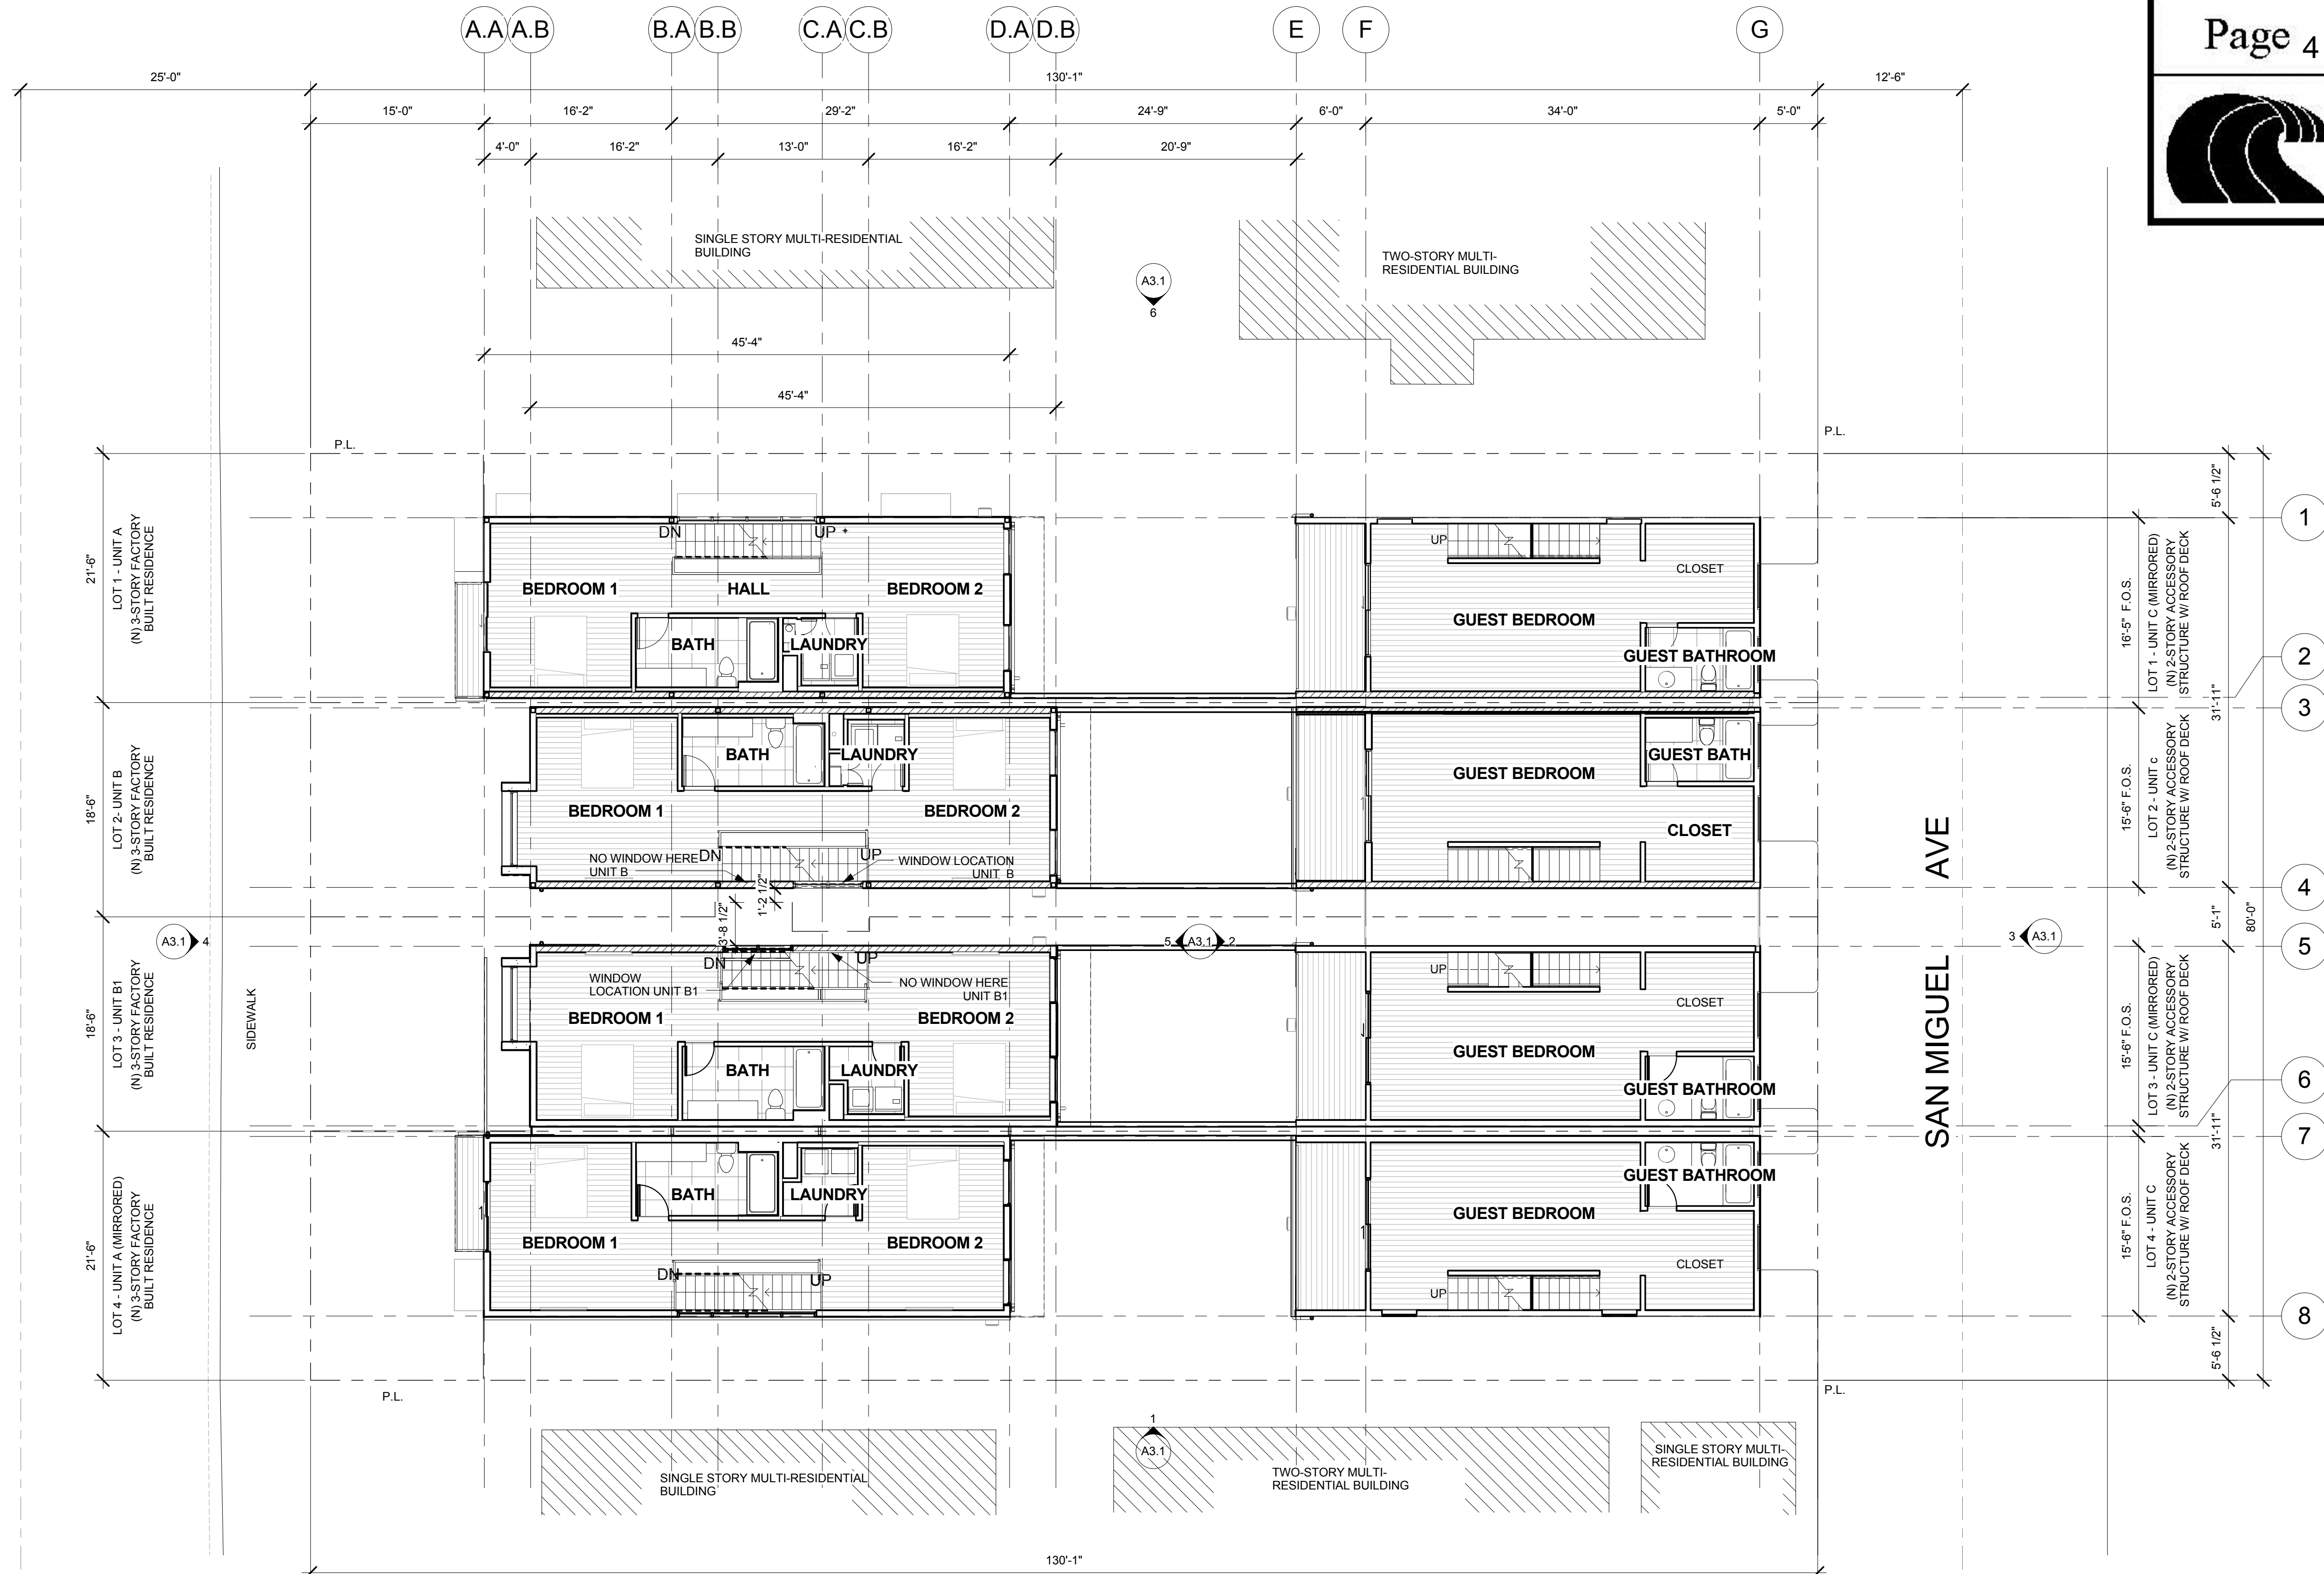 Page 4
A.A
A.B
B.A
B.B
C.A
C.B
D.A
D.B
E
F
G
25'-0"
130'-1"
12'-6"
15'-0"
16'-2"
29'-2"
24'-9"
6'-0"
34'-0"
5'-0"
4'-0"
16'-2"
13'-0"
16'-2"
20'-9"
SINGLE STORY MULTI-RESIDENTIAL
BUILDING
TWO-STORY MULTI-
RESIDENTIAL BUILDING
A3.1
6
45'-4"
45'-4"
P.L.
P.L.
21'-6"
LOT 1 - UNIT A
(N) 3-STORY FACTORY
BUILT RESIDENCE
DN
UP
BEDROOM 1
HALL
BEDROOM 2
BATH
LAUNDRY
UP
CLOSET
GUEST BEDROOM
GUEST BATHROOM
16'-5" F.O.S.
LOT 1 - UNIT C (MIRRORED)
(N) 2-STORY ACCESSORY
STRUCTURE W/ ROOF DECK
5'-6 1/2"
31'-11"
1
2
3
18'-6"
LOT 2- UNIT B
(N) 3-STORY FACTORY
BUILT RESIDENCE
BATH
LAUNDRY
BEDROOM 1
BEDROOM 2
NO WINDOW HERE
UNIT B
DN
UP
WINDOW LOCATION
UNIT B
1'-2 1/2"
3'-8 1/2"
GUEST BATH
GUEST BEDROOM
CLOSET
15'-6" F.O.S.
LOT 2 - UNIT c
(N) 2-STORY ACCESSORY
STRUCTURE W/ ROOF DECK
4
5'-1"
80'-0"
5
A3.1
4
5
A3.1
2
3
A3.1
SAN MIGUEL AVE
SIDEWALK
18'-6"
LOT 3 - UNIT B1
(N) 3-STORY FACTORY
BUILT RESIDENCE
DN
UP
WINDOW
LOCATION UNIT B1
NO WINDOW HERE
UNIT B1
BEDROOM 1
BEDROOM 2
BATH
LAUNDRY
UP
CLOSET
GUEST BEDROOM
GUEST BATHROOM
15'-6" F.O.S.
LOT 3 - UNIT C (MIRRORED)
(N) 2-STORY ACCESSORY
STRUCTURE W/ ROOF DECK
31'-11"
6
7
21'-6"
LOT 4 - UNIT A (MIRRORED)
(N) 3-STORY FACTORY
BUILT RESIDENCE
BATH
LAUNDRY
BEDROOM 1
BEDROOM 2
DN
UP
GUEST BATHROOM
GUEST BEDROOM
CLOSET
UP
15'-6" F.O.S.
LOT 4 - UNIT C
(N) 2-STORY ACCESSORY
STRUCTURE W/ ROOF DECK
8
5'-6 1/2"
P.L.
P.L.
1
A3.1
SINGLE STORY MULTI-RESIDENTIAL
BUILDING
TWO-STORY MULTI-
RESIDENTIAL BUILDING
SINGLE STORY MULTI-
RESIDENTIAL BUILDING
130'-1"